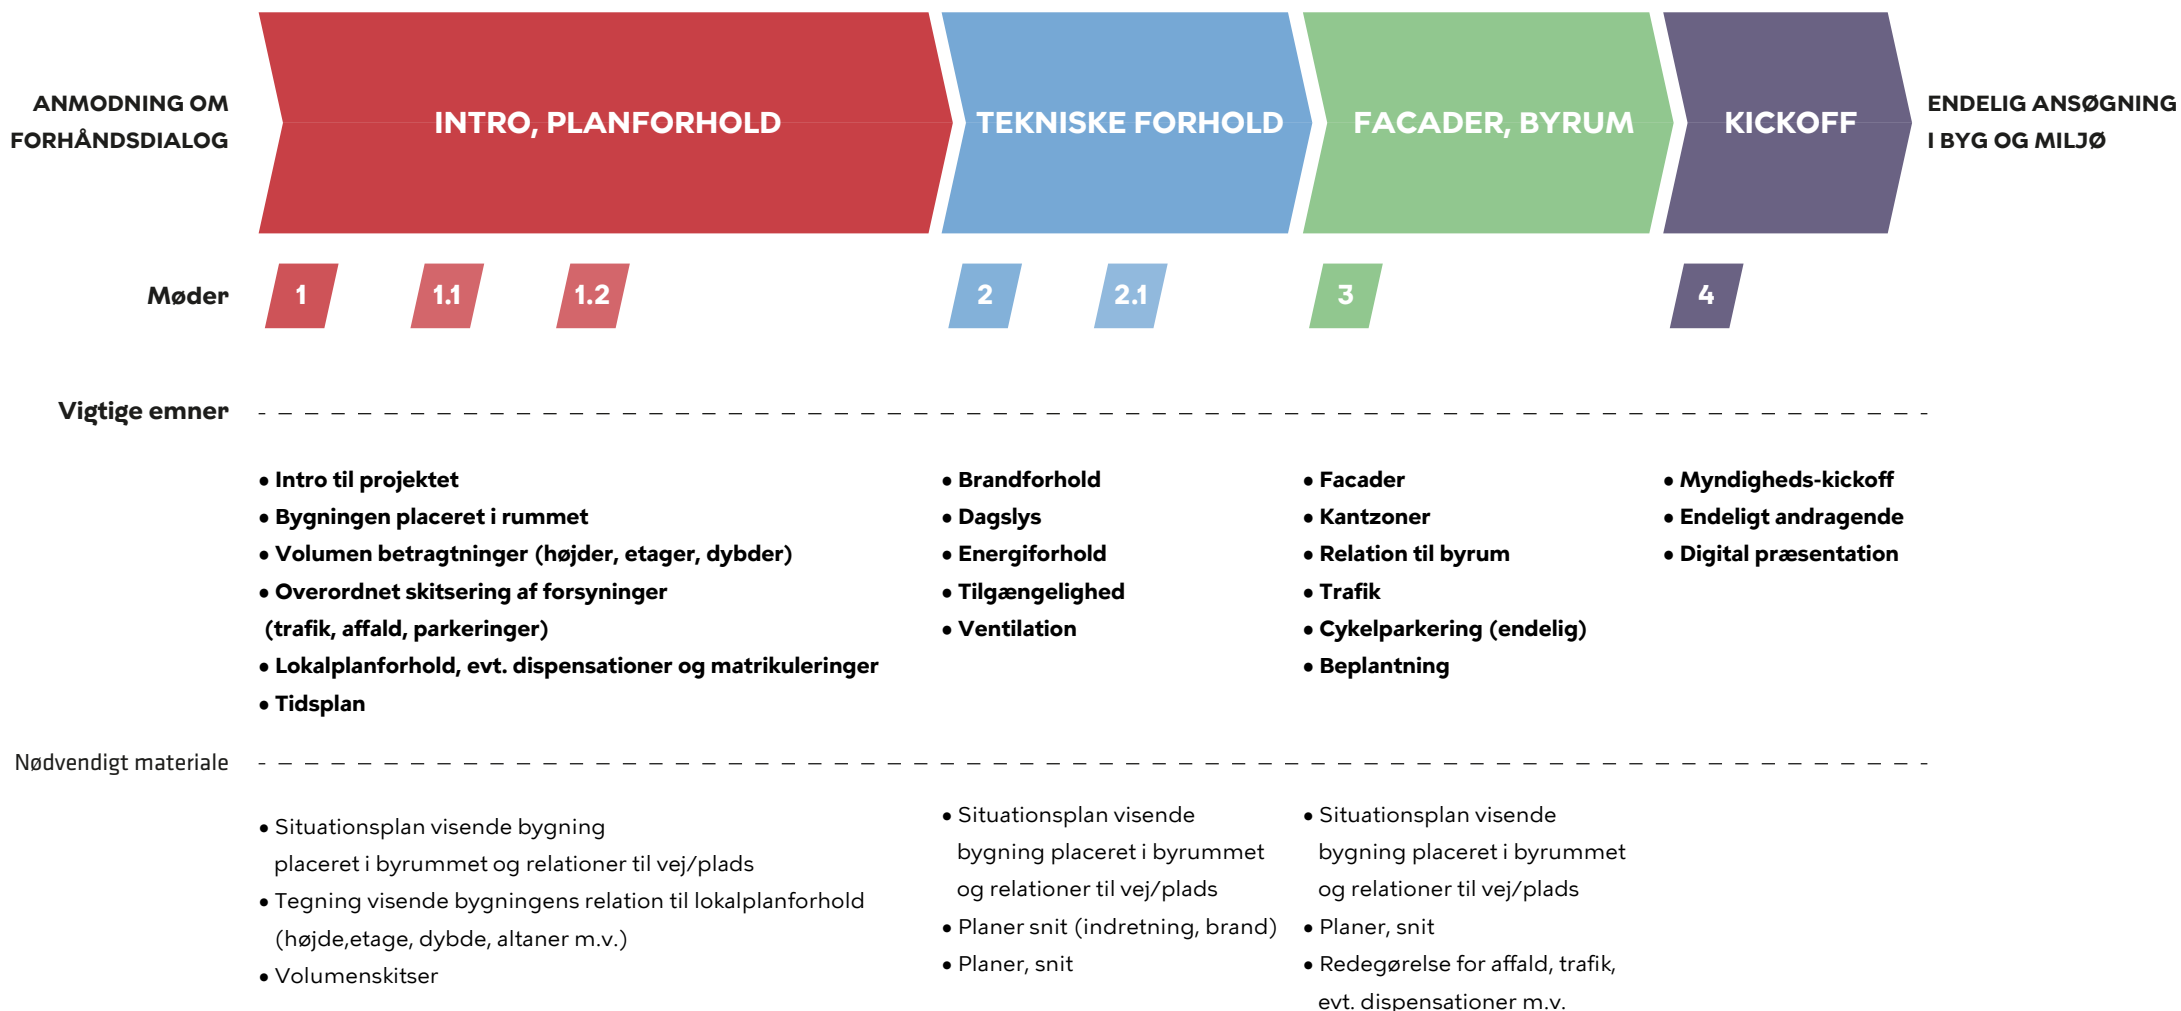 ANMODNING OM
FORHÅNDSDIALOG
INTRO, PLANFORHOLD
TEKNISKE FORHOLD
FACADER, BYRUM
KICKOFF
ENDELIG ANSØGNING
I BYG OG MILJØ
Møder
1
1.1
1.2
2
2.1
3
4
Vigtige emner
• Intro til projektet
• Bygningen placeret i rummet
• Volumen betragtninger (højder, etager, dybder)
• Overordnet skitsering af forsyninger
(trafik, affald, parkeringer)
• Lokalplanforhold, evt. dispensationer og matrikuleringer
• Tidsplan
• Brandforhold
• Dagslys
• Energiforhold
• Tilgængelighed
• Ventilation
• Facader
• Kantzoner
• Relation til byrum
• Trafik
• Cykelparkering (endelig)
• Beplantning
• Myndigheds-kickoff
• Endeligt andragende
• Digital præsentation
Nødvendigt materiale
• Situationsplan visende bygning
placeret i byrummet og relationer til vej/plads
• Tegning visende bygningens relation til lokalplanforhold
(højde,etage, dybde, altaner m.v.)
• Volumenskitser
• Situationsplan visende
bygning placeret i byrummet
og relationer til vej/plads
• Planer snit (indretning, brand)
• Planer, snit
• Situationsplan visende
bygning placeret i byrummet
og relationer til vej/plads
• Planer, snit
• Redegørelse for affald, trafik,
evt. dispensationer m.v.